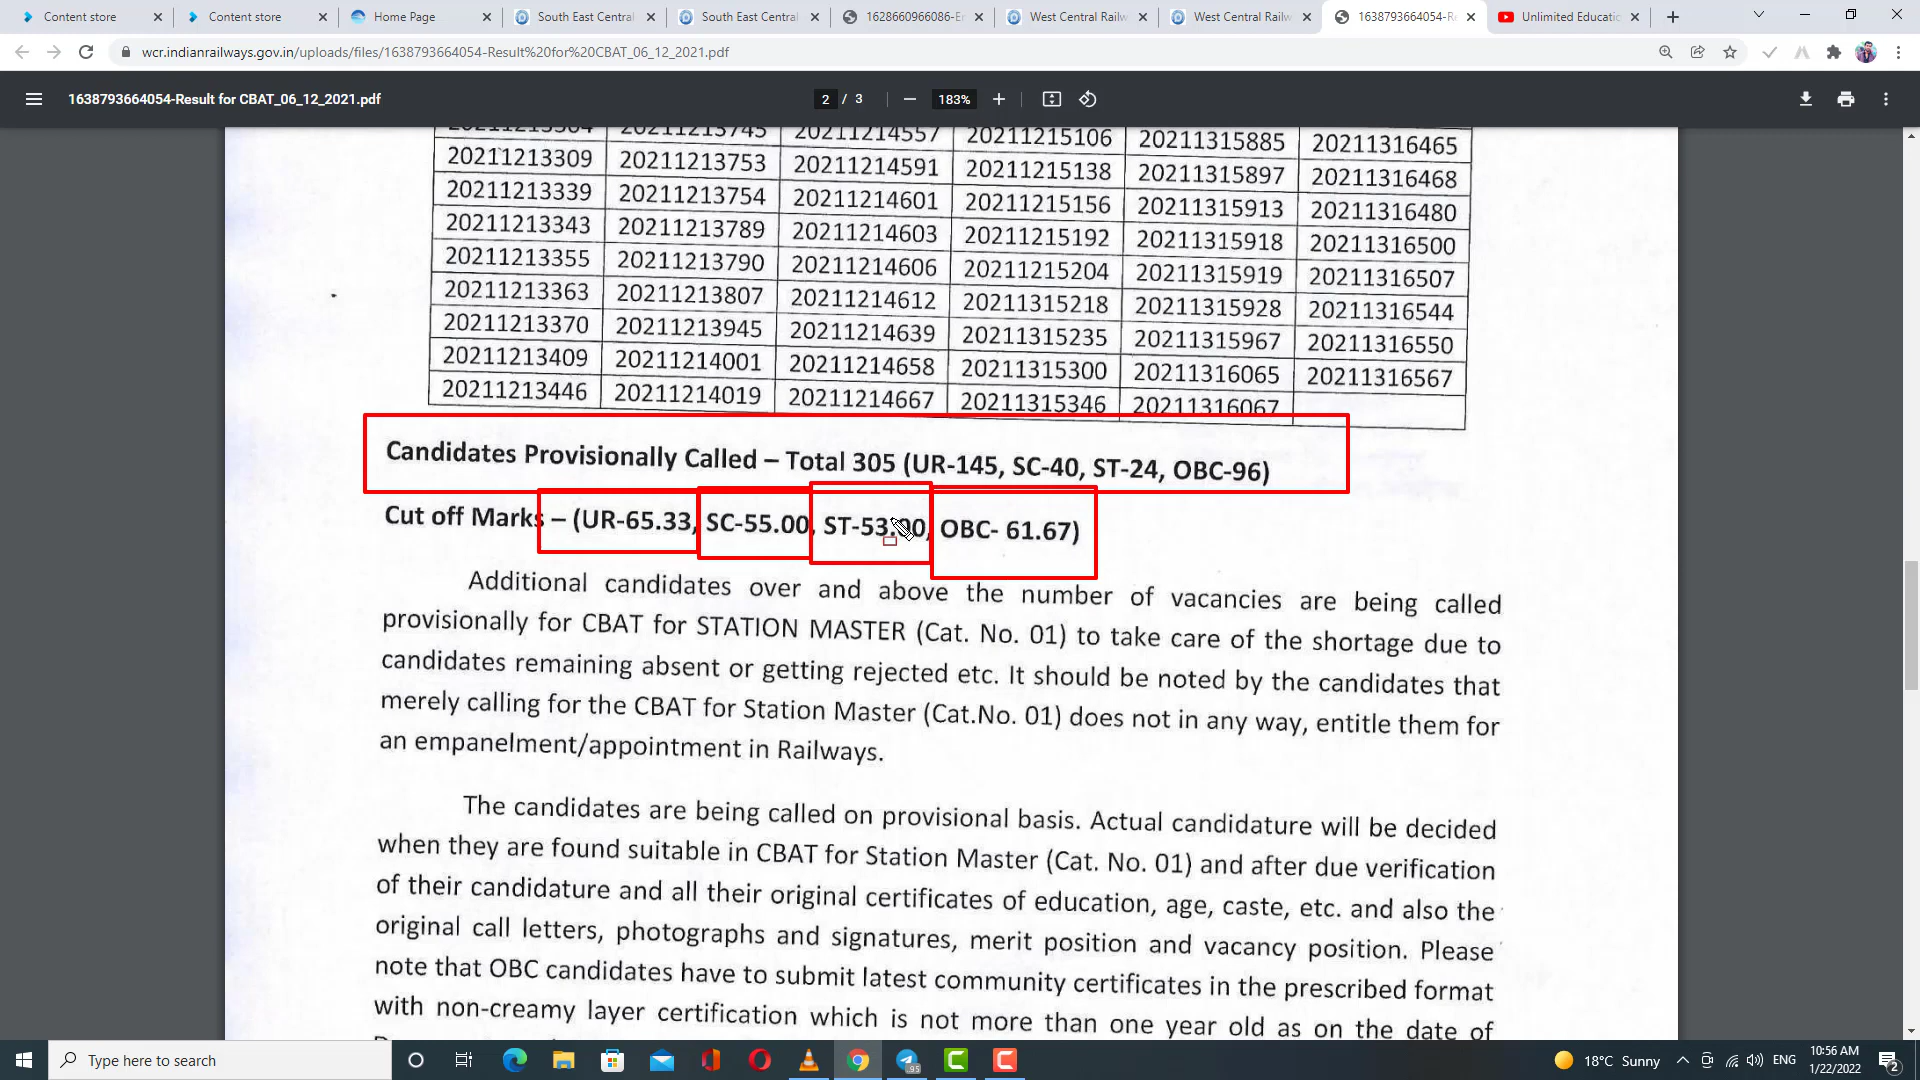 Content store
Content store
Home Page
South East Central
South East Central
1628660966086-E
West Central Railw
West Central Railw
1638793664054-R
Unlimited Educatio
wcr.indianrailways.gov.in/uploads/files/1638793664054-Result%20for%20CBAT_06_12_2021.pdf
1638793664054-Result for CBAT_06_12_2021.pdf
2 / 3
183%
20211213745 20211214557 20211215106 20211315885 20211316465
20211213309 20211213753 20211214591 20211215138 20211315897 20211316468
20211213339 20211213754 20211214601 20211215156 20211315913 20211316480
20211213343 20211213789 20211214603 20211215192 20211315918 20211316500
20211213355 20211213790 20211214606 20211215204 20211315919 20211316507
20211213363 20211213807 20211214612 20211315218 20211315928 20211316544
20211213370 20211213945 20211214639 20211315235 20211315967 20211316550
20211213409 20211214001 20211214658 20211315300 20211316065 20211316567
20211213446 20211214019 20211214667 20211315346 20211316067
Candidates Provisionally Called – Total 305 (UR-145, SC-40, ST-24, OBC-96)
Cut off Marks – (UR-65.33, SC-55.00, ST-53.00, OBC- 61.67)
Additional candidates over and above the number of vacancies are being called
provisionally for CBAT for STATION MASTER (Cat. No. 01) to take care of the shortage due to
candidates remaining absent or getting rejected etc. It should be noted by the candidates that
merely calling for the CBAT for Station Master (Cat.No. 01) does not in any way, entitle them for
an empanelment/appointment in Railways.
The candidates are being called on provisional basis. Actual candidature will be decided
when they are found suitable in CBAT for Station Master (Cat. No. 01) and after due verification
of their candidature and all their original certificates of education, age, caste, etc. and also the
original call letters, photographs and signatures, merit position and vacancy position. Please
note that OBC candidates have to submit latest community certificates in the prescribed format
with non-creamy layer certification which is not more than one year old as on the date of
Type here to search
95
18°C Sunny
ENG
10:56 AM
1/22/2022
2